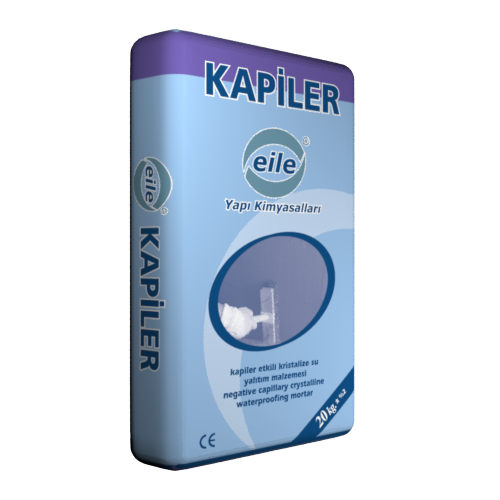 KAPİLER
eile ®
Yapı Kimyasalları
kapiler etkili kristalize su
yalıtım malzemesi
negative capillary crystalline
waterproofing mortar
20 kg. ± %2
CE
eile ®
KAPİLER